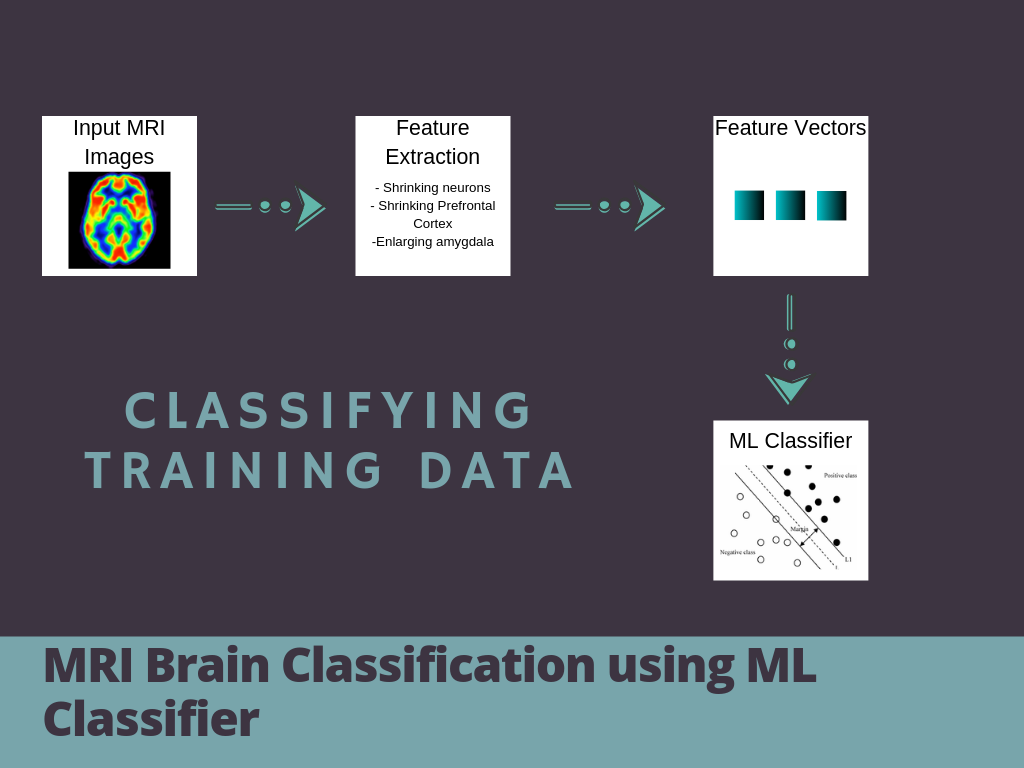 Input MRI
Images
Feature
Extraction
- Shrinking neurons
- Shrinking Prefrontal
Cortex
-Enlarging amygdala
Feature Vectors
CLASSIFYING
TRAINING DATA
ML Classifier
Positive class
Margin
Negative class
L1
L
MRI Brain Classification using ML
Classifier